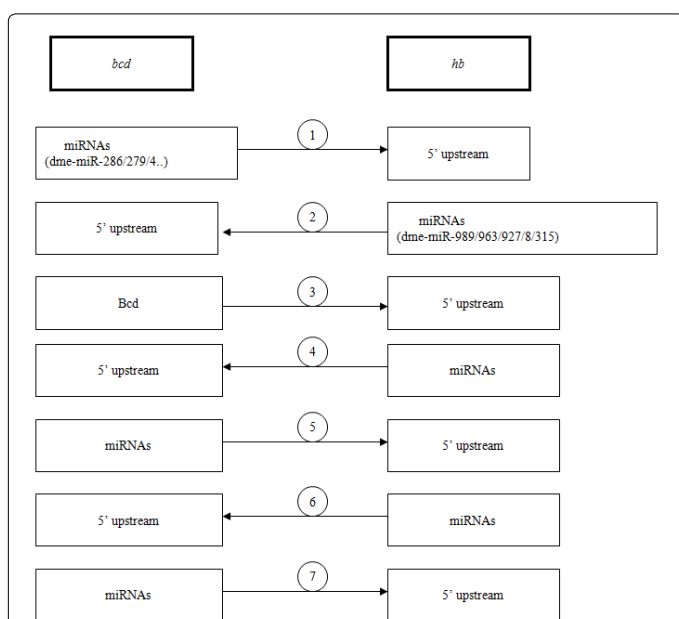 bcd
hb
miRNAs
(dme-miR-286/279/4..)
1
5’ upstream
5’ upstream
2
miRNAs
(dme-miR-989/963/927/8/315)
Bcd
3
5’ upstream
5’ upstream
4
miRNAs
miRNAs
5
5’ upstream
5’ upstream
6
miRNAs
miRNAs
7
5’ upstream